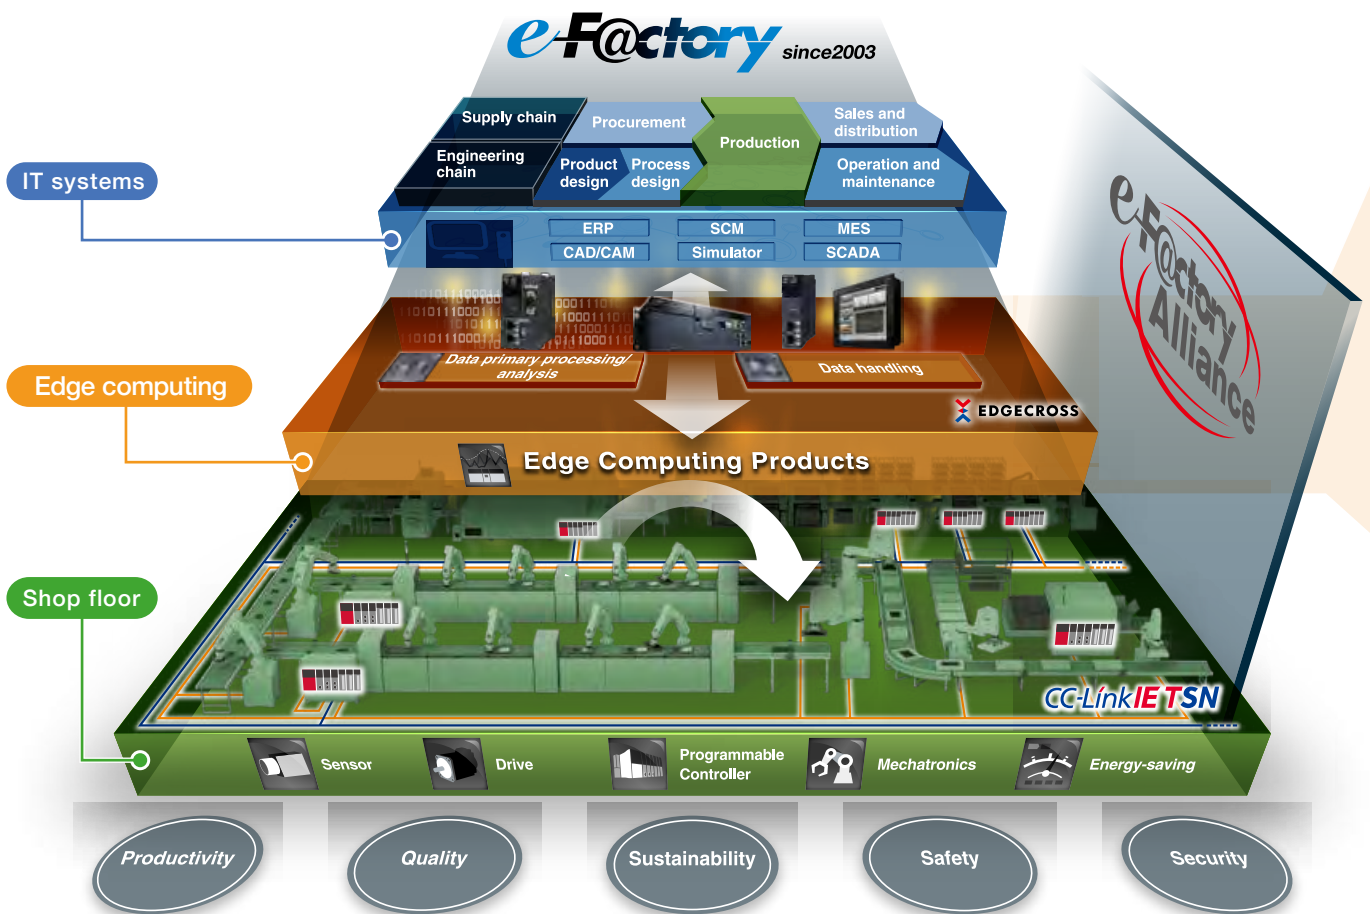 e-F@ctory since2003
Supply chain
Procurement
Production
Sales and
distribution
Engineering
chain
Product
design
Process
design
Operation and
maintenance
IT systems
ERP
SCM
MES
CAD/CAM
Simulator
SCADA
e-F@ctory
Alliance
Data primary processing/
analysis
Data handling
Edge computing
EDGECROSS
Edge Computing Products
Shop floor
CC-Link IE TSN
Sensor
Drive
Programmable
Controller
Mechatronics
Energy-saving
Productivity
Quality
Sustainability
Safety
Security